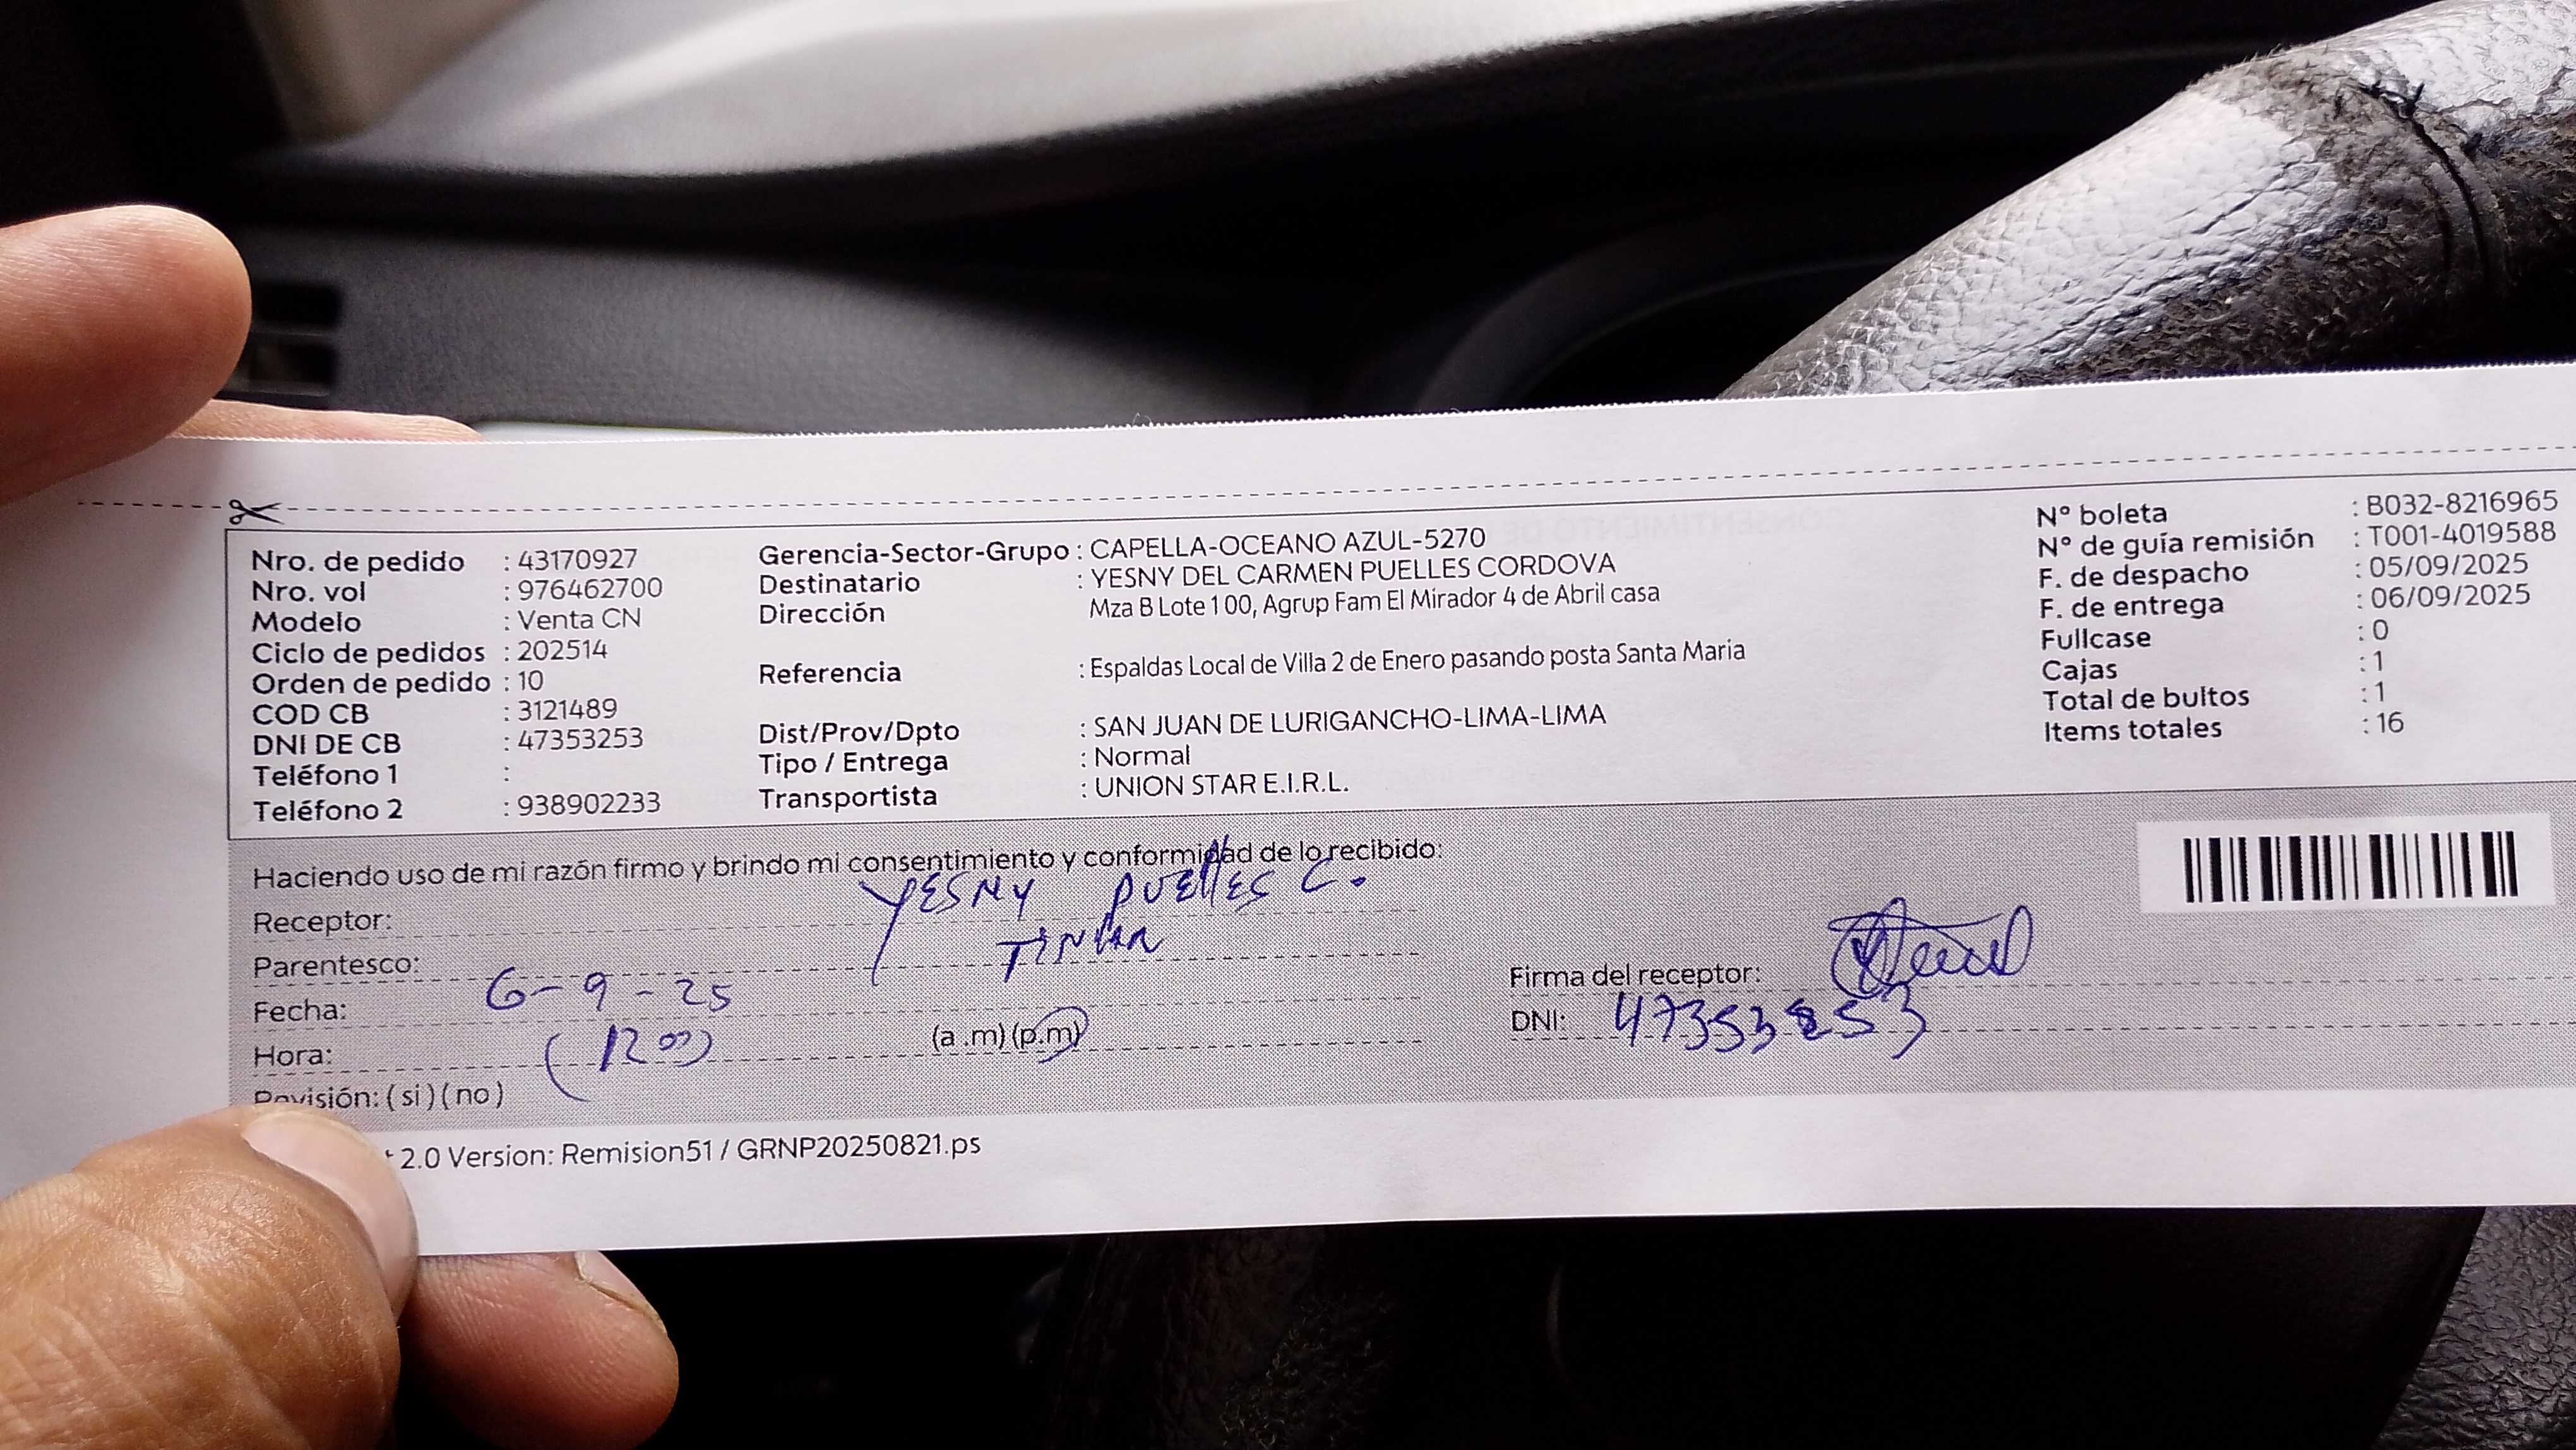 Nro. de pedido : 43170927
Nro. vol : 976462700
Modelo : Venta CN
Ciclo de pedidos : 202514
Orden de pedido : 10
COD CB : 3121489
DNI DE CB : 47353253
Teléfono 1 :
Teléfono 2 : 938902233
Gerencia-Sector-Grupo : CAPELLA-OCEANO AZUL-5270
Destinatario : YESNY DEL CARMEN PUELLES CORDOVA
Dirección Mza B Lote 100, Agrup Fam El Mirador 4 de Abril casa
Referencia : Espaldas Local de Villa 2 de Enero pasando posta Santa Maria
Dist/Prov/Dpto : SAN JUAN DE LURIGANCHO-LIMA-LIMA
Tipo / Entrega : Normal
Transportista : UNION STAR E.I.R.L.
N° boleta : B032-8216965
N° de guía remisión : T001-4019588
F. de despacho : 05/09/2025
F. de entrega : 06/09/2025
Fullcase : 0
Cajas : 1
Total de bultos : 1
Items totales : 16
Haciendo uso de mi razón firmo y brindo mi consentimiento y conformidad de lo recibido:
Receptor: YESNY PUElles C.
Parentesco:
Fecha: 6-9-25
Hora: (12 00) (a .m) (p.m)
Revisión: ( si ) ( no )
Firma del receptor:
DNI: 47353253
2.0 Version: Remision51 / GRNP20250821.ps